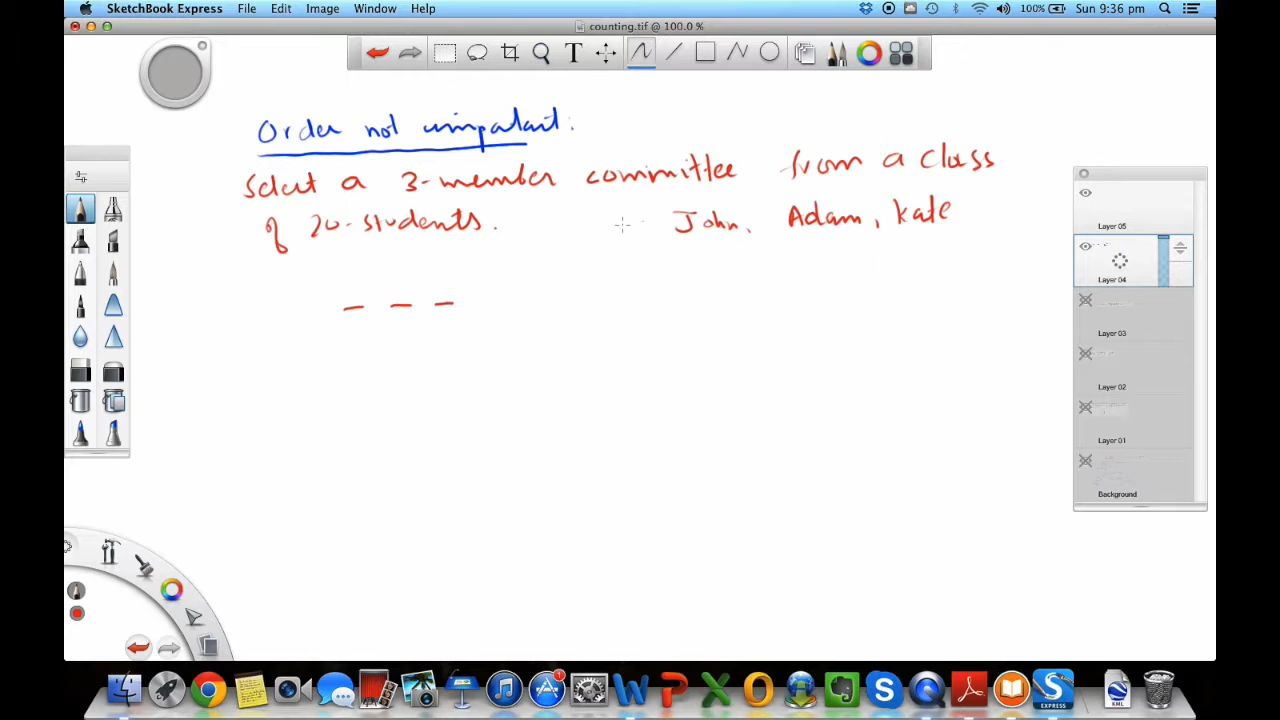 SketchBook Express File Edit Image Window Help 100% Sun 9:36 pm
counting.tif @ 100.0 %
T
Order not
Select a 3-member committee from a class
of 20-students. John, Adam, Kate
Layer 05
Layer 04
Layer 03
Layer 02
Layer 01
Background
EXPRESS
KML